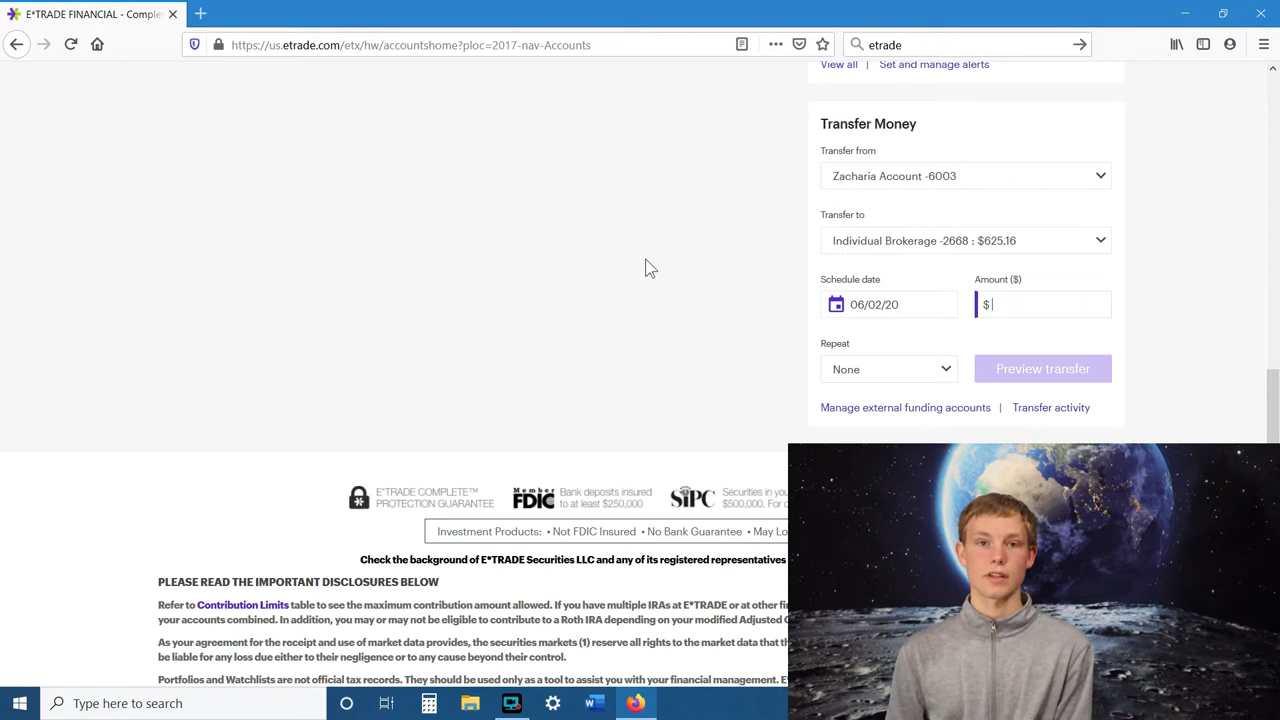 E*TRADE FINANCIAL - Comple
https://us.etrade.com/etx/hw/accountshome?ploc=2017-nav-Accounts
etrade
View all | Set and manage alerts
Transfer Money
Transfer from
Zacharia Account -6003
Transfer to
Individual Brokerage -2668 : $625.16
Schedule date
Amount ($)
06/02/20
$
Repeat
None
Preview transfer
Manage external funding accounts | Transfer activity
E*TRADE COMPLETE™
PROTECTION GUARANTEE
Member
FDIC
Bank deposits insured
to at least $250,000
SIPC
Securities in you
$500,000. For d
Investment Products: • Not FDIC Insured • No Bank Guarantee • May Lo
Check the background of E*TRADE Securities LLC and any of its registered representatives
PLEASE READ THE IMPORTANT DISCLOSURES BELOW
Refer to Contribution Limits table to see the maximum contribution amount allowed. If you have multiple IRAs at E*TRADE or at other fi
your accounts combined. In addition, you may or may not be eligible to contribute to a Roth IRA depending on your modified Adjusted
As your agreement for the receipt and use of market data provides, the securities markets (1) reserve all rights to the market data that th
be liable for any loss due either to their negligence or to any cause beyond their control.
Portfolios and Watchlists are not official tax records. They should be used only as a tool to assist you with your financial management. E
Type here to search